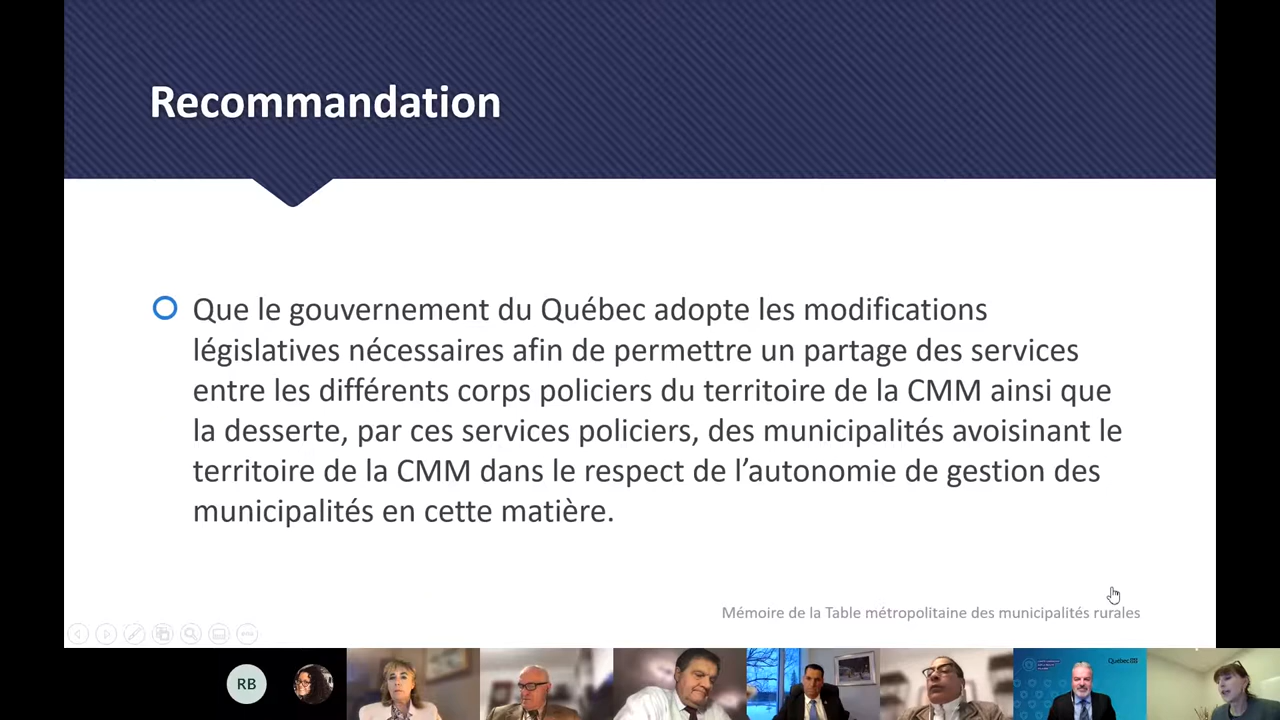 Recommandation
Que le gouvernement du Québec adopte les modifications
législatives nécessaires afin de permettre un partage des services
entre les différents corps policiers du territoire de la CMM ainsi que
la desserte, par ces services policiers, des municipalités avoisinant le
territoire de la CMM dans le respect de l’autonomie de gestion des
municipalités en cette matière.
Mémoire de la Table métropolitaine des municipalités rurales
RB
Québec